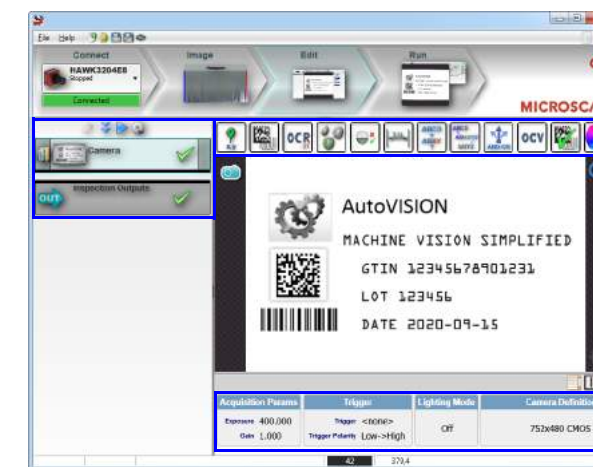 File Help
Connect
Image
Edit
Run
HAWK3204E8
Stopped
Connected
MICROSCA
Camera
Inspection Outputs
OUT
OCR
OCV
AutoVISION
MACHINE VISION SIMPLIFIED
GTIN 12345678901231
LOT 123456
DATE 2020-09-15
Acquisition Params
Trigger
Lighting Mode
Camera Definitio
Exposure 400.000
Gain 1.000
Trigger <none>
Trigger Polarity Low->High
Off
752x480 CMOS
42
379,4